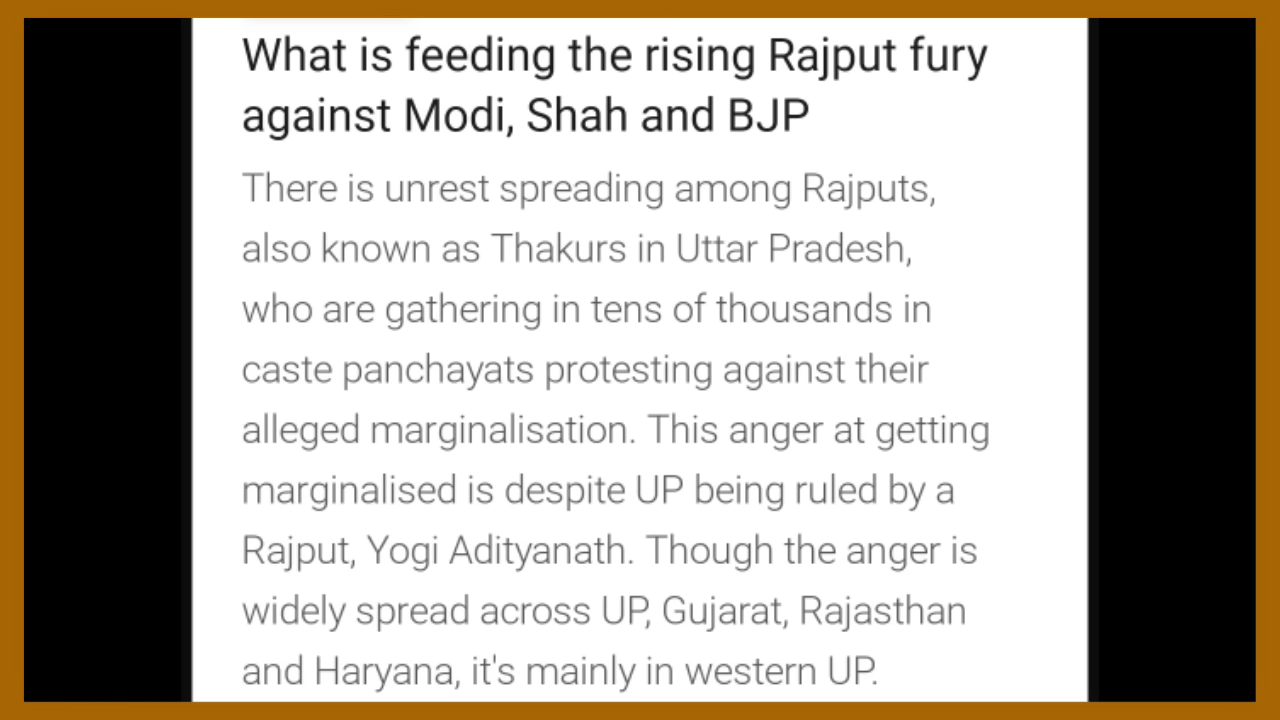 What is feeding the rising Rajput fury
against Modi, Shah and BJP
There is unrest spreading among Rajputs,
also known as Thakurs in Uttar Pradesh,
who are gathering in tens of thousands in
caste panchayats protesting against their
alleged marginalisation. This anger at getting
marginalised is despite UP being ruled by a
Rajput, Yogi Adityanath. Though the anger is
widely spread across UP, Gujarat, Rajasthan
and Haryana, it's mainly in western UP.